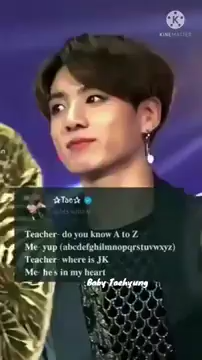 KINEMASTER
☆Tae☆
Teacher- do you know A to Z
Me- yup (abcdefghilmnopqrstuvwxyz)
Teacher- where is JK
Me- he's in my heart
Baby Taehyung